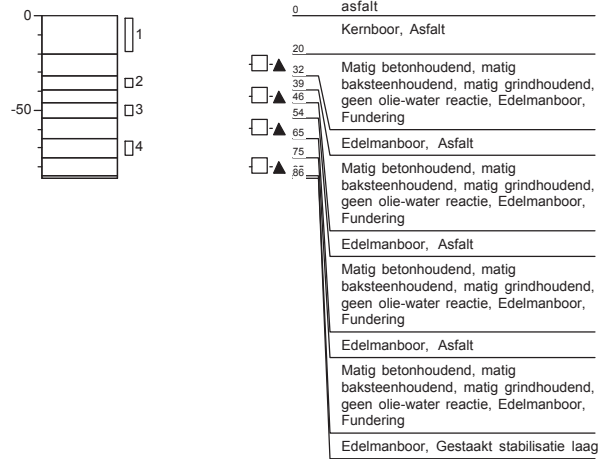 0
-50
1
2
3
4
0
asfalt
Kernboor, Asfalt
20
Matig betonhoudend, matig
baksteenhoudend, matig grindhoudend,
geen olie-water reactie, Edelmanboor,
Fundering
32
Edelmanboor, Asfalt
39
Matig betonhoudend, matig
baksteenhoudend, matig grindhoudend,
geen olie-water reactie, Edelmanboor,
Fundering
46
Edelmanboor, Asfalt
54
Matig betonhoudend, matig
baksteenhoudend, matig grindhoudend,
geen olie-water reactie, Edelmanboor,
Fundering
65
Edelmanboor, Asfalt
75
Matig betonhoudend, matig
baksteenhoudend, matig grindhoudend,
geen olie-water reactie, Edelmanboor,
Fundering
86
Edelmanboor, Gestaakt stabilisatie laag